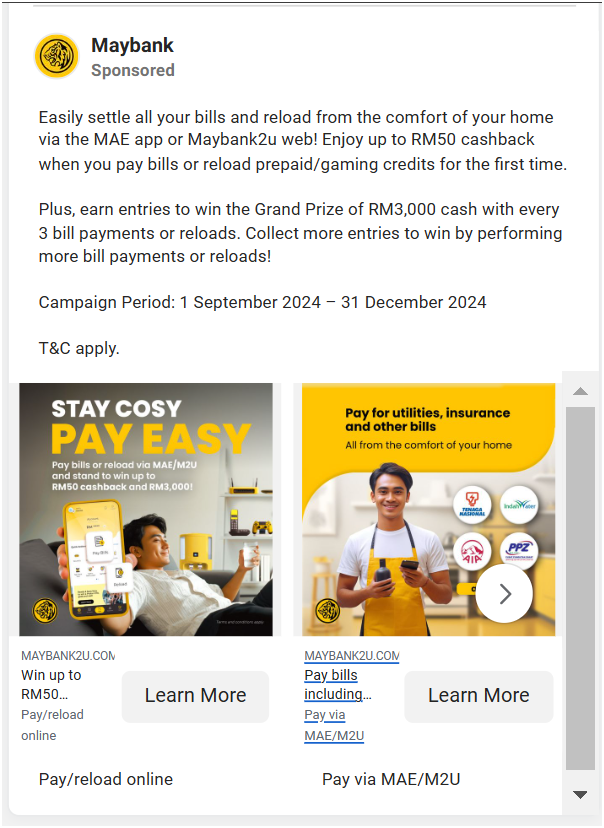 Maybank
Sponsored
Easily settle all your bills and reload from the comfort of your home
via the MAE app or Maybank2u web! Enjoy up to RM50 cashback
when you pay bills or reload prepaid/gaming credits for the first time.
Plus, earn entries to win the Grand Prize of RM3,000 cash with every
3 bill payments or reloads. Collect more entries to win by performing
more bill payments or reloads!
Campaign Period: 1 September 2024 – 31 December 2024
T&C apply.
STAY COSY
PAY EASY
Pay bills or reload via MAE/M2U
and stand to win up to
RM50 cashback and RM3,000!
Pay Bills
Reload
Terms and conditions apply.
Pay for utilities, insurance
and other bills
All from the comfort of your home
TENAGA
NASIONAL
IndahWater
AIA
PPZ
MAYBANK2U.COM
Win up to
RM50...
Pay/reload
online
Learn More
MAYBANK2U.COM
Pay bills
including...
Pay via
MAE/M2U
Learn More
Pay/reload online
Pay via MAE/M2U